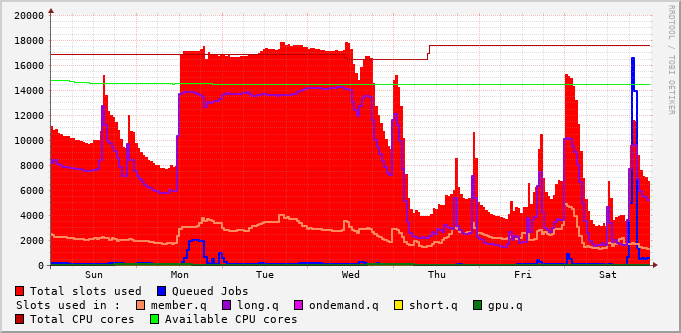 20000
18000
16000
14000
12000
10000
8000
6000
4000
2000
0
Sun Mon Tue Wed Thu Fri Sat
RRDTOOL / TOBI OETIKER
Total slots used Queued Jobs
Slots used in : member.q long.q ondemand.q short.q gpu.q
Total CPU cores Available CPU cores